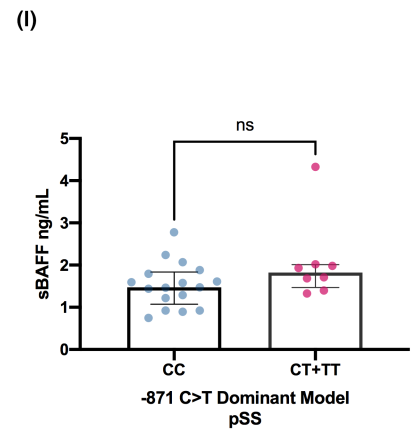 (I)
ns
sBAFF ng/mL
5
4
3
2
1
0
CC CT+TT
-871 C>T Dominant Model
pSS